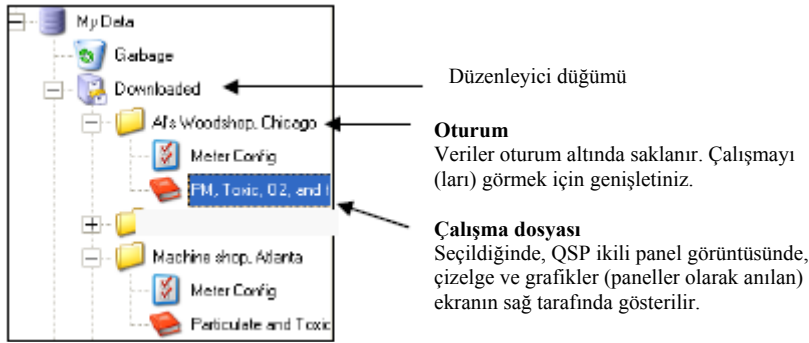 My Data
Garbage
Downloaded
Düzenleyici düğümü
Al's Woodshop, Chicago
Oturum
Veriler oturum altında saklanır. Çalışmayı
(ları) görmek için genişletiniz.
Meter Config
PM, Toxic, O2, and
Çalışma dosyası
Seçildiğinde, QSP ikili panel görüntüsünde,
çizelge ve grafikler (paneller olarak anılan)
ekranın sağ tarafında gösterilir.
Machine shop, Atlanta
Meter Config
Particulate and Toxic